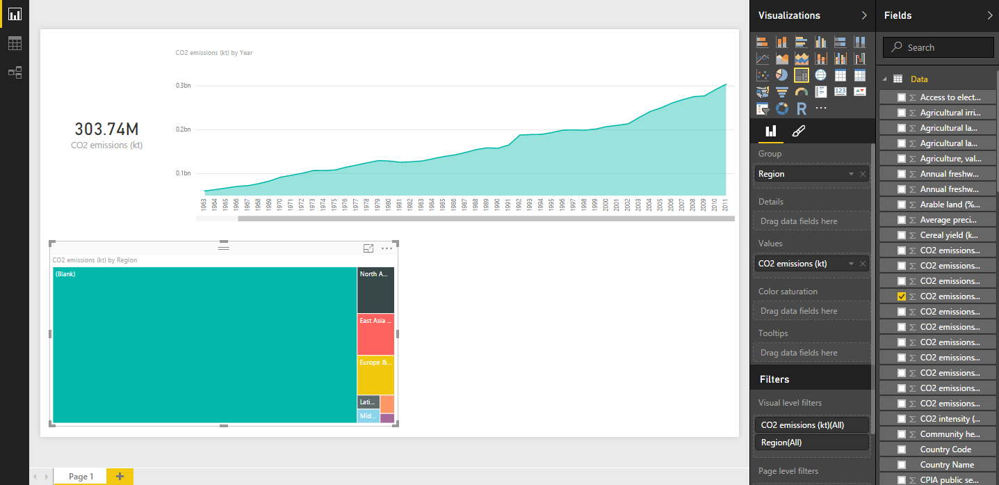 CO2 emissions (kt) by Year
0.3bn
0.2bn
0.1bn
303.74M
CO2 emissions (kt)
1963 1964 1965 1966 1967 1968 1969 1970 1971 1972 1973 1974 1975 1976 1977 1978 1979 1980 1981 1982 1983 1984 1985 1986 1987 1988 1989 1990 1991 1992 1993 1994 1995 1996 1997 1998 1999 2000 2001 2002 2003 2004 2005 2006 2007 2008 2009 2010 2011
CO2 emissions (kt) by Region
(Blank)
North A...
East Asia ...
Europe &...
Lati...
Mid...
Page 1
Visualizations
123
R
Group
Region
Details
Drag data fields here
Values
CO2 emissions (kt)
Color saturation
Drag data fields here
Tooltips
Drag data fields here
Filters
Visual level filters
CO2 emissions (kt)(All)
Region(All)
Page level filters
Fields
Search
Data
Access to elect...
Agricultural irri...
Agricultural la...
Agricultural la...
Agriculture, val...
Annual freshw...
Annual freshw...
Arable land (%...
Average preci...
Cereal yield (k...
CO2 emissions...
CO2 emissions...
CO2 emissions...
CO2 emissions...
CO2 emissions...
CO2 emissions...
CO2 emissions...
CO2 emissions...
CO2 emissions...
CO2 emissions...
CO2 emissions...
CO2 intensity (...
Community he...
Country Code
Country Name
CPIA public se...